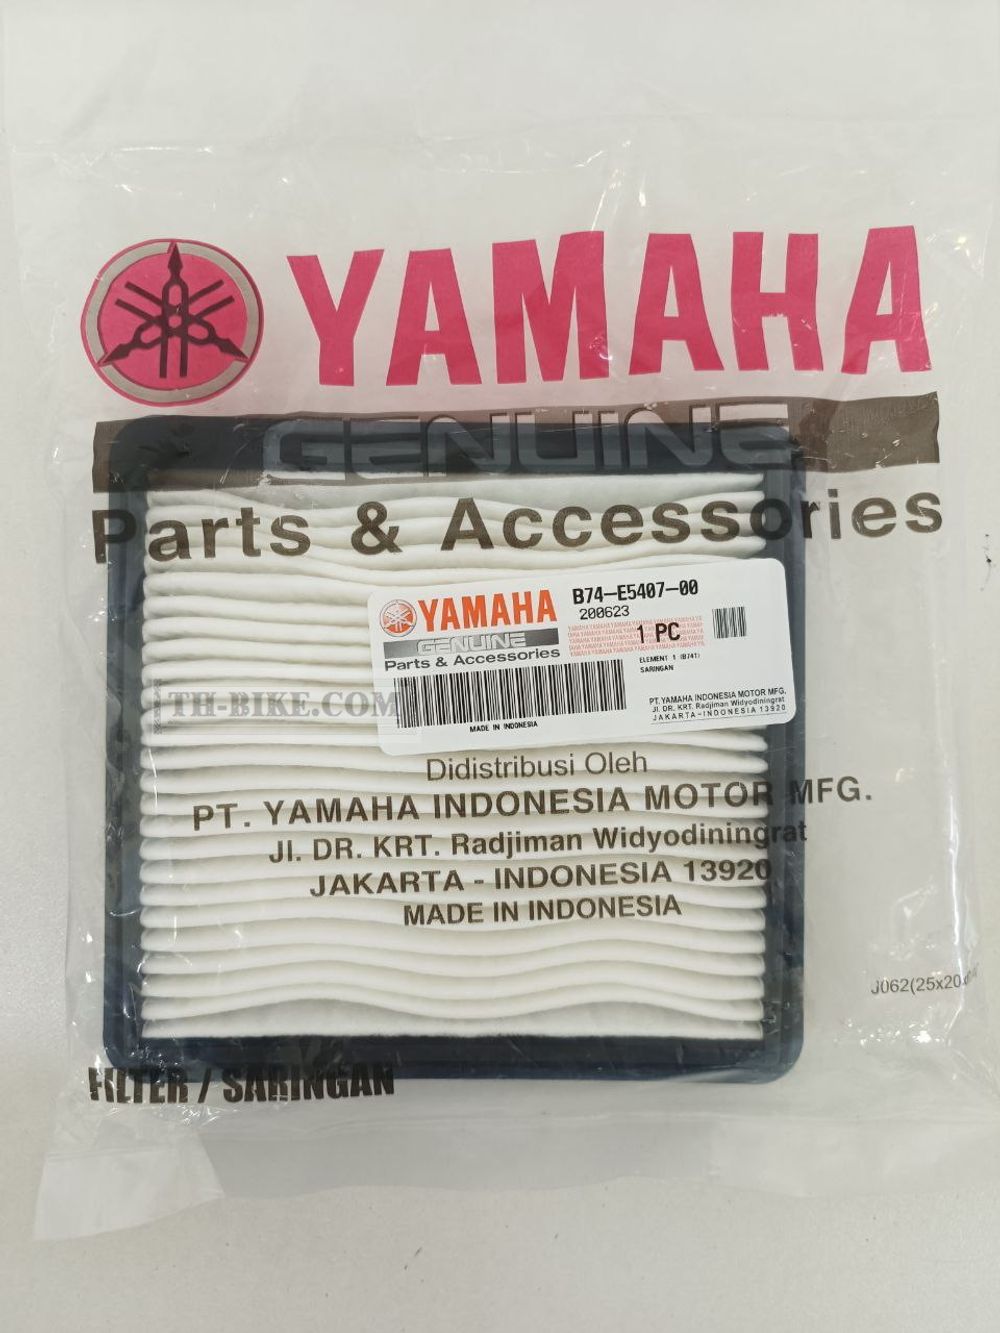 YAMAHA
GENUINE
Parts & Accessories
YAMAHA
GENUINE
Parts & Accessories
B74-E5407-00
200623
1 PC
ELEMENT 1 (B741)
SARINGAN
MADE IN INDONESIA
PT. YAMAHA INDONESIA MOTOR MFG.
Jl. DR. KRT. Radjiman Widyodiningrat
JAKARTA-INDONESIA 13920
TH-BIKE.COM
Didistribusi Oleh
PT. YAMAHA INDONESIA MOTOR MFG.
Jl. DR. KRT. Radjiman Widyodiningrat
JAKARTA - INDONESIA 13920
MADE IN INDONESIA
FILTER / SARINGAN